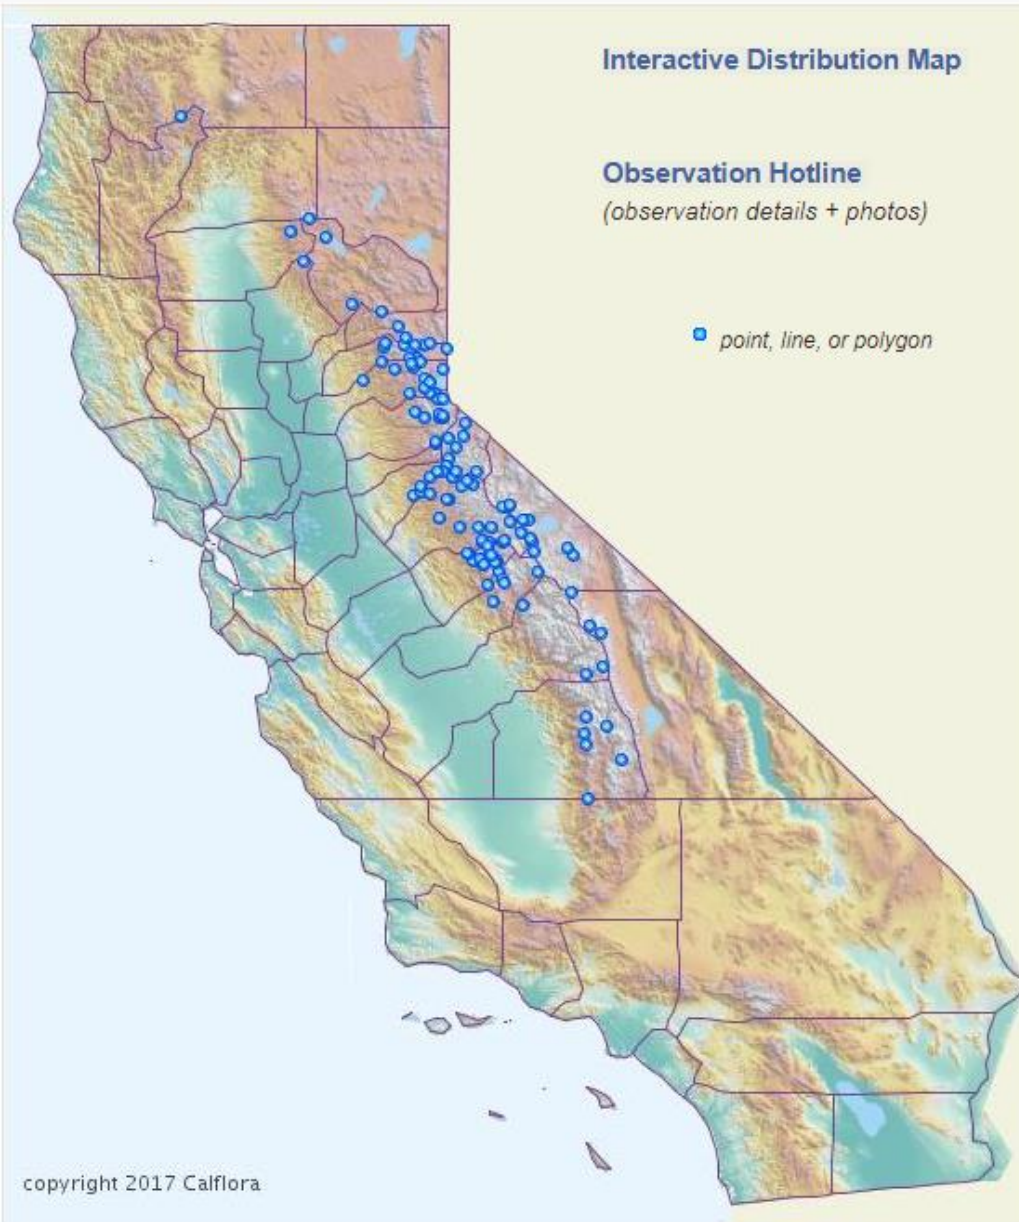 Interactive Distribution Map
Observation Hotline
(observation details + photos)
point, line, or polygon
copyright 2017 Calflora